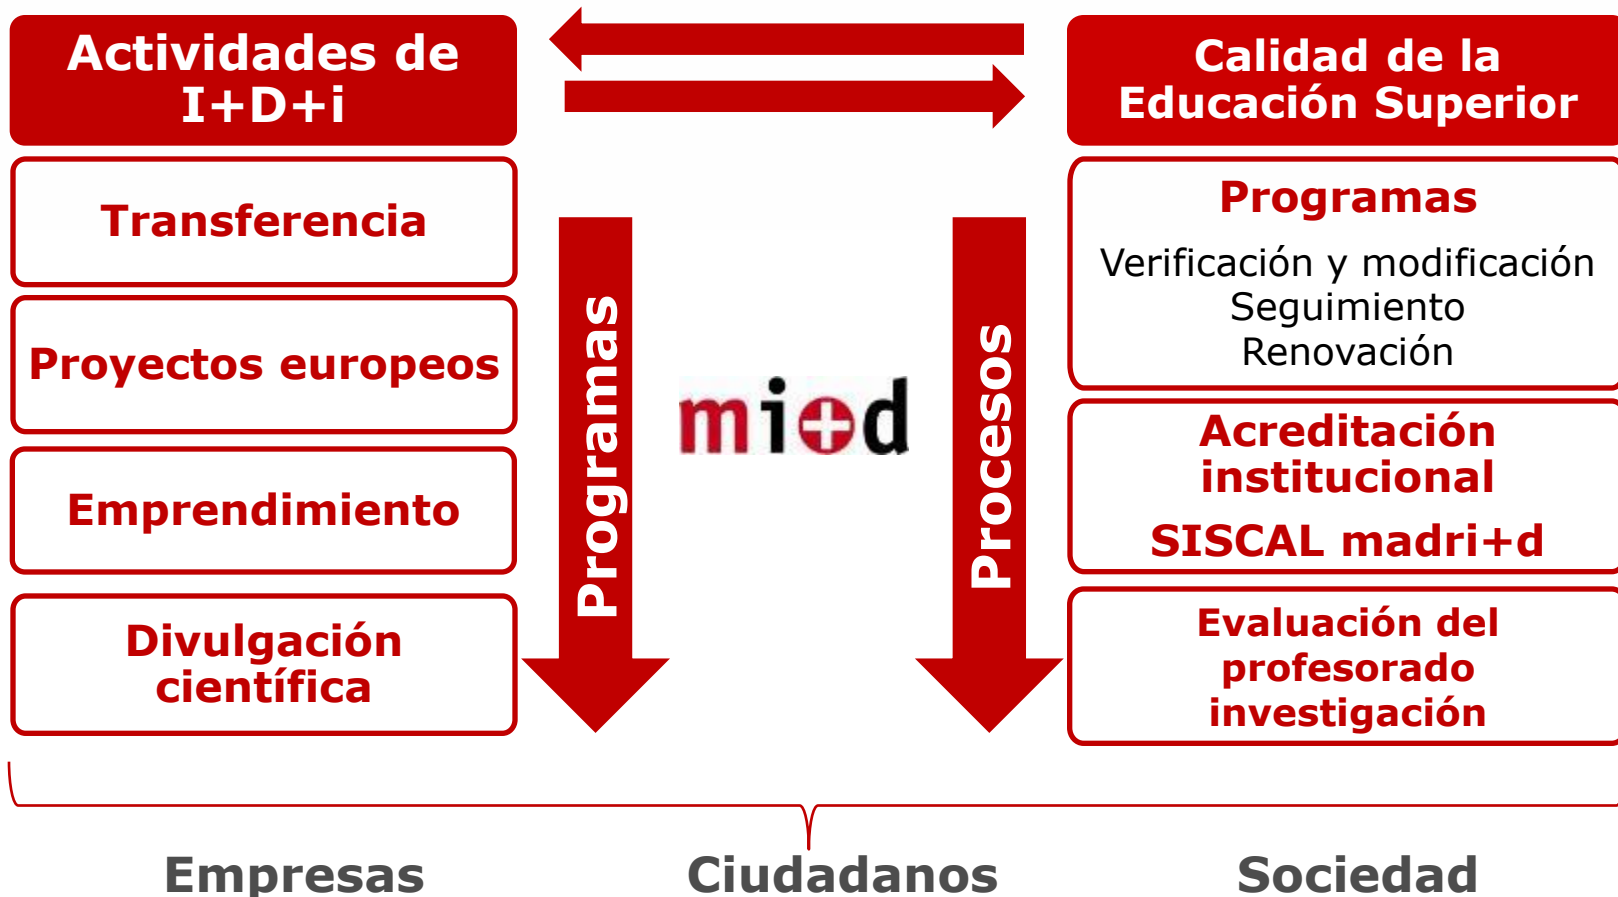 Actividades de
I+D+i
Transferencia
Proyectos europeos
Emprendimiento
Divulgación
científica
Programas
mi+d
Procesos
Calidad de la
Educación Superior
Programas
Verificación y modificación
Seguimiento
Renovación
Acreditación
institucional
SISCAL madri+d
Evaluación del
profesorado
investigación
Empresas
Ciudadanos
Sociedad